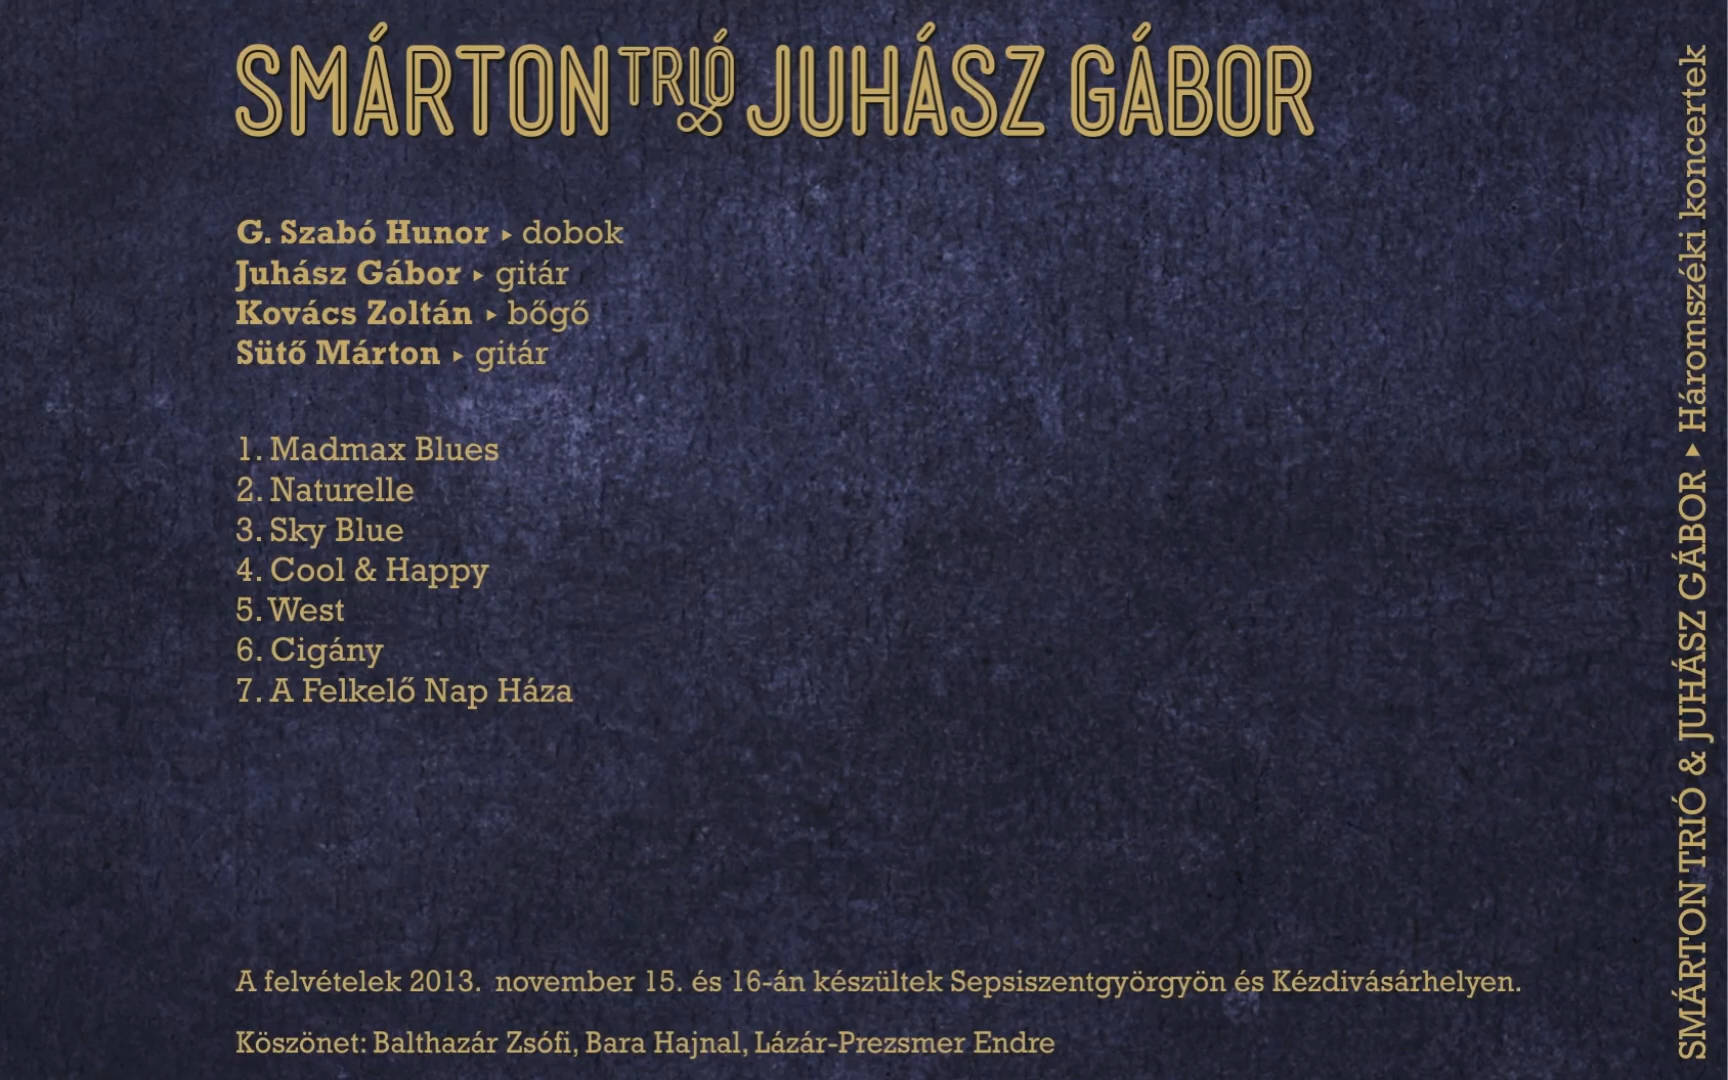 SMÁRTON TRIÓ & JUHÁSZ GÁBOR
G. Szabó Hunor ▸ dobok
Juhász Gábor ▸ gitár
Kovács Zoltán ▸ bőgő
Sütő Márton ▸ gitár
1. Madmax Blues
2. Naturelle
3. Sky Blue
4. Cool & Happy
5. West
6. Cigány
7. A Felkelő Nap Háza
A felvételek 2013. november 15. és 16-án készültek Sepsiszentgyörgyön és Kézdivásárhelyen.
Köszönet: Balthazár Zsófi, Bara Hajnal, Lázár-Prezsmer Endre
SMÁRTON TRIÓ & JUHÁSZ GÁBOR ▸ Háromszéki koncertek